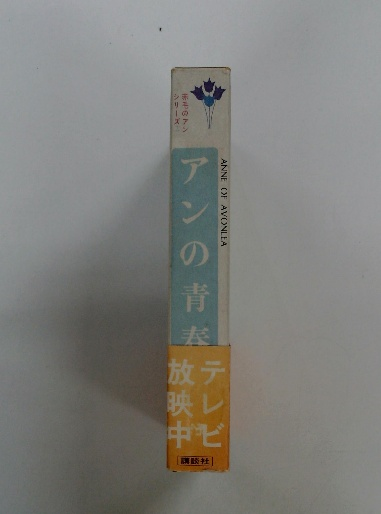 赤毛のアン
シリーズ
ANNE OF AVONLEA
アンの青春
テレビ
放映中
講談社